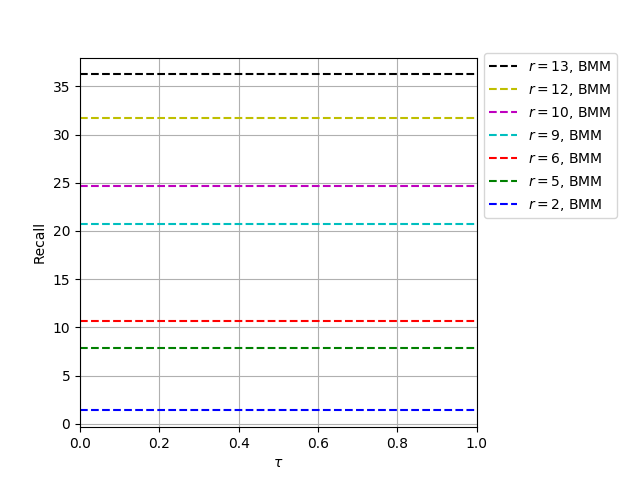 r = 13, BMM
r = 12, BMM
r = 10, BMM
r = 9, BMM
r = 6, BMM
r = 5, BMM
r = 2, BMM
35
30
25
20
15
10
5
0
Recall
0.0 0.2 0.4 0.6 0.8 1.0
τ